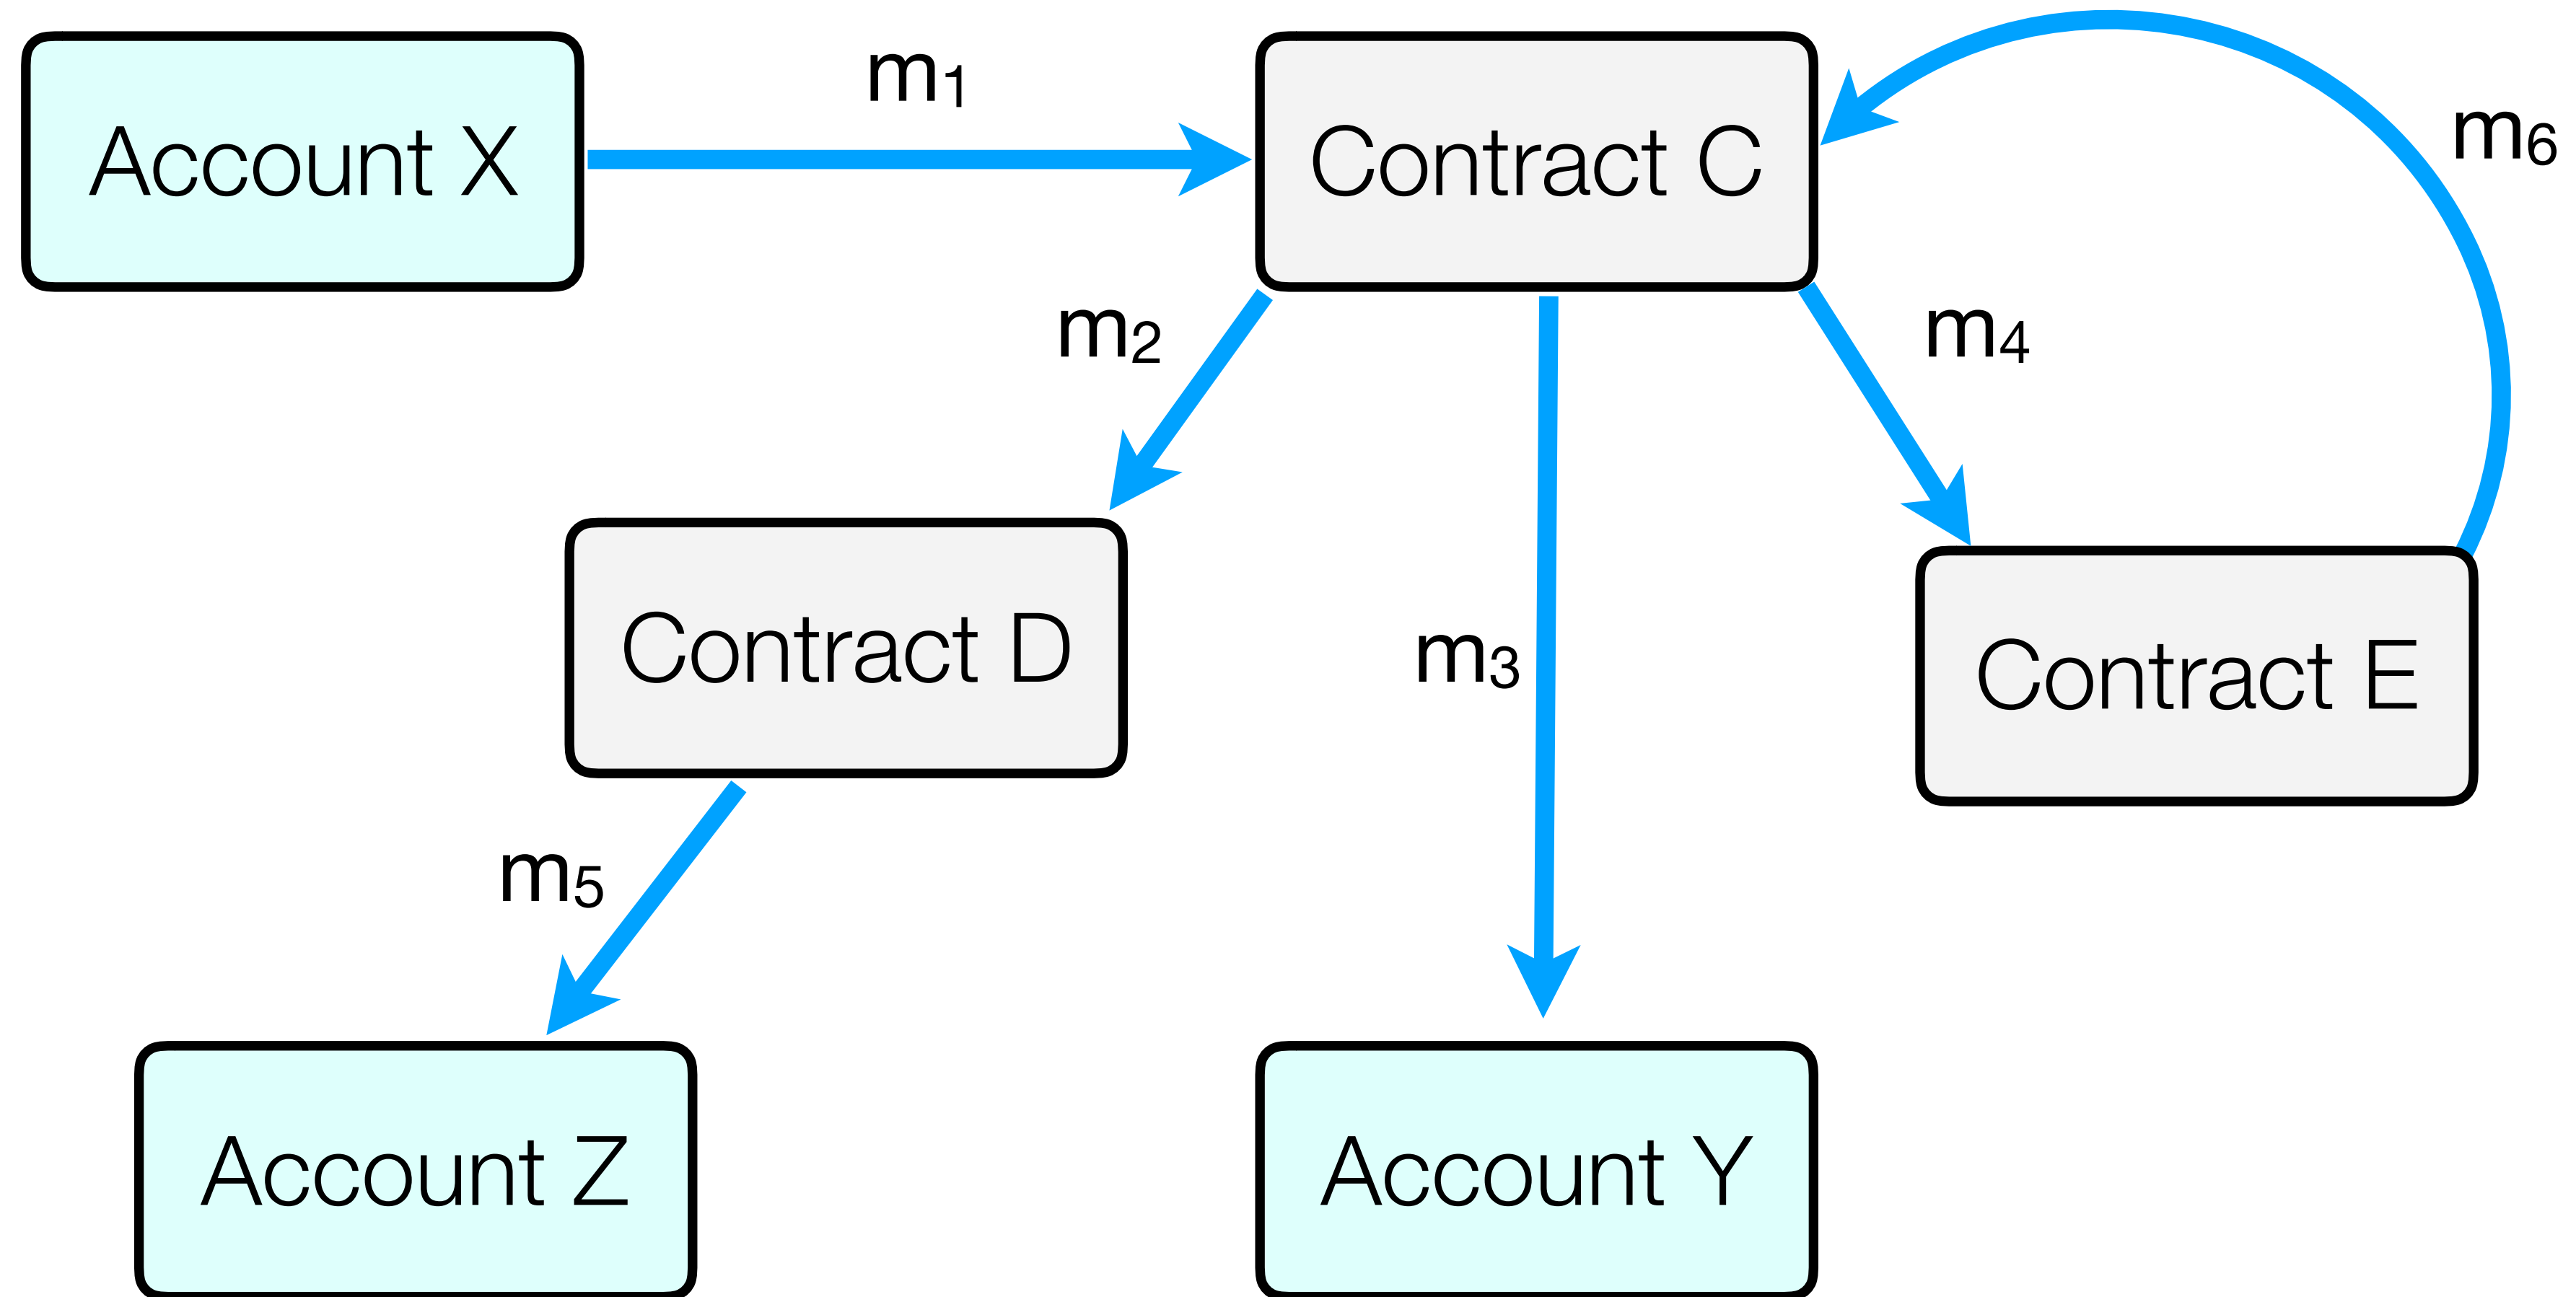 Account X
m1
Contract C
m6
m2
m4
Contract D
m3
Contract E
m5
Account Z
Account Y